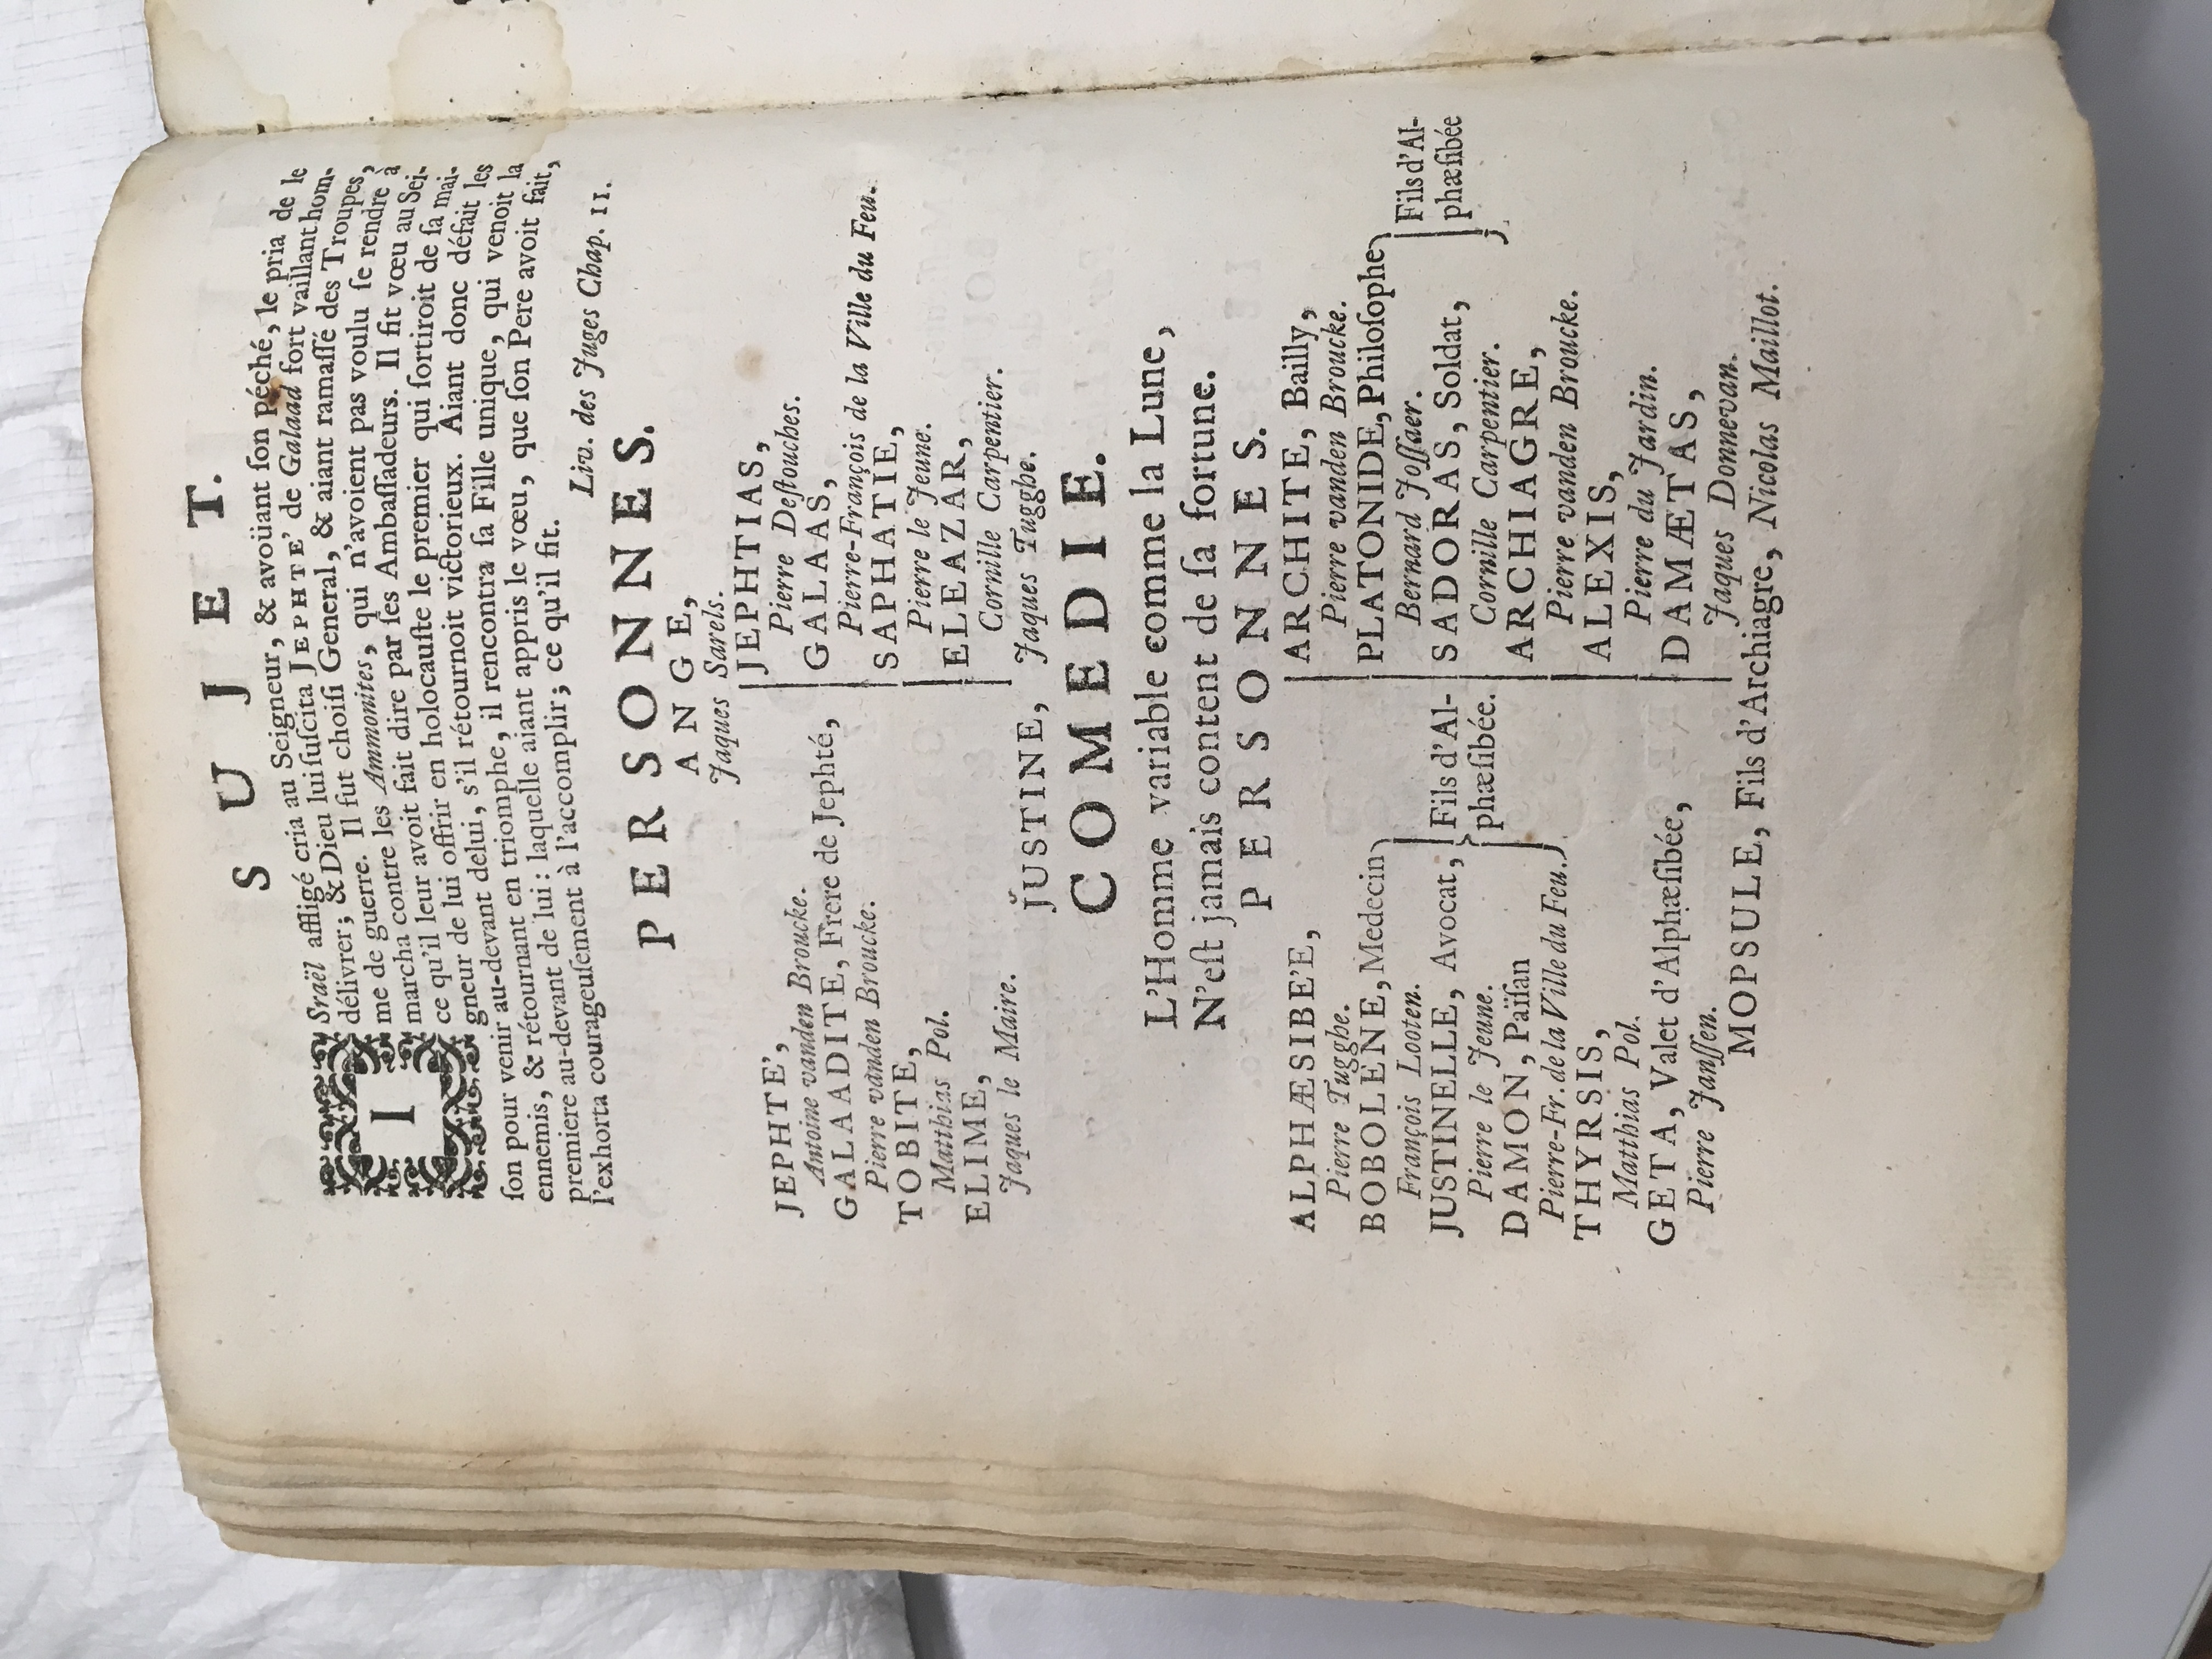 SUJET.
ISraël affligé cria au Seigneur, & avoüant ſon péché, le pria de le
délivrer; & Dieu lui ſuſcita JEPHTE' de Galaad fort vaillant hom-
me de guerre. Il fut choiſi General, & aiant ramaſſé des Troupes,
marcha contre les Ammonites, qui n'avoient pas voulu ſe rendre à
ce qu'il leur avoit fait dire par ſes Ambaſſadeurs. Il fit vœu au Sei-
gneur de lui offrir en holocauſte le premier qui ſortiroit de ſa mai-
ſon pour venir au-devant delui, s'il rétournoit victorieux. Aiant donc défait les
ennemis, & rétournant en triomphe, il rencontra ſa Fille unique, qui venoit la
premiere au-devant de lui: laquelle aiant appris le vœu, que ſon Pere avoit fait,
l'exhorta courageuſement à l'accomplir; ce qu'il fit.
Liv. des Juges Chap. 11.
PERSONNES.
ANGE,
Jaques Sarels.
JEPHTE',
Antoine vanden Broucke.
GALAADITE, Frere de Jephté,
Pierre vanden Broucke.
TOBITE,
Matthias Pol.
ELIME,
Jaques le Maire.
JEPHTIAS,
Pierre Deſtouches.
GALAAS,
Pierre-François de la Ville du Feu.
SAPHATIE,
Pierre le Jeune.
ELEAZAR,
Cornille Carpentier.
JUSTINE, Jaques Tugghe.
COMEDIE.
L'Homme variable comme la Lune,
N'eſt jamais content de ſa fortune.
PERSONNES.
ALPHÆSIBE'E,
Pierre Tugghe.
BOBOLENE, Medecin
François Looten.
JUSTINELLE, Avocat,
Pierre le Jeune.
DAMON, Païſan
Pierre-Fr. de la Ville du Feu.
Fils d'Al-
phæſibée.
THYRSIS,
Matthias Pol.
GETA, Valet d'Alphæſibée,
Pierre Janſſen.
ARCHITE, Bailly,
Pierre vanden Broucke.
PLATONIDE, Philoſophe
Bernard Joſſaer.
SADORAS, Soldat,
Cornille Carpentier.
Fils d'Al-
phæſibée
ARCHIAGRE,
Pierre vanden Broucke.
ALEXIS,
Pierre du Jardin.
DAMÆTAS,
Jaques Donnevan.
MOPSULE, Fils d'Archiagre, Nicolas Maillot.